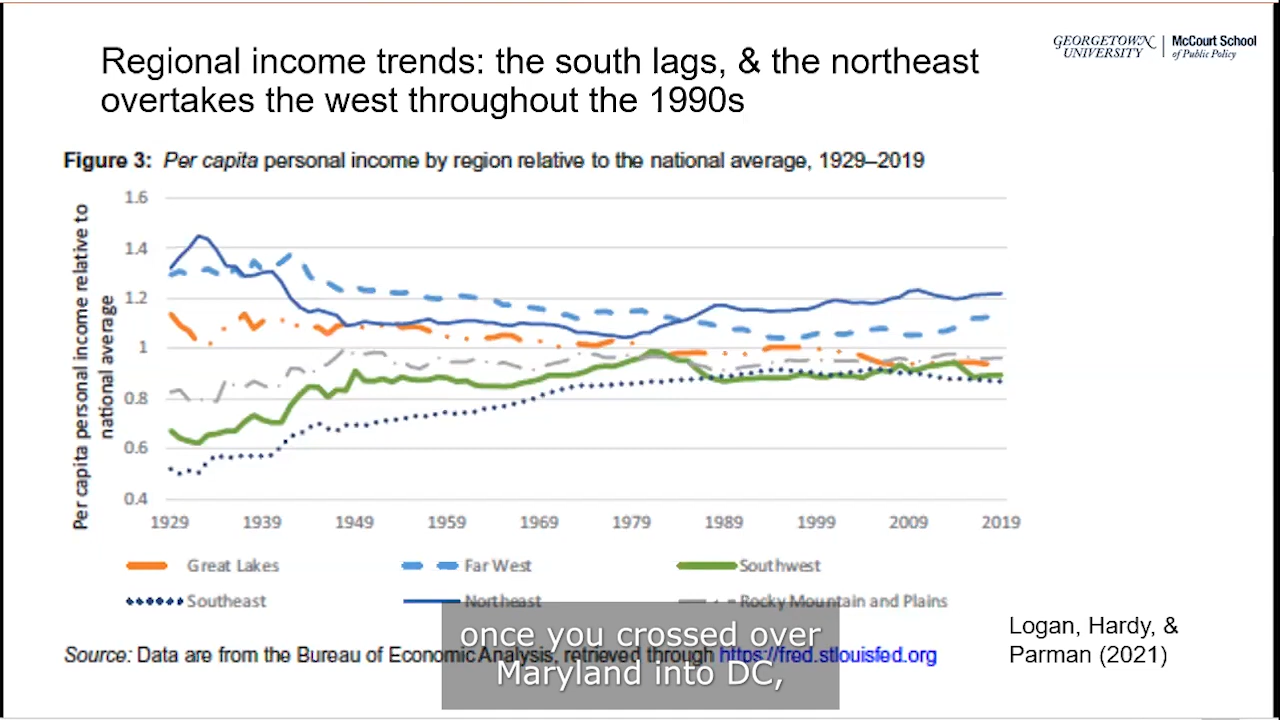 Regional income trends: the south lags, & the northeast
overtakes the west throughout the 1990s
GEORGETOWN
UNIVERSITY
McCourt School
of Public Policy
Figure 3: Per capita personal income by region relative to the national average, 1929–2019
Per capita personal income relative to
national average
1.6
1.4
1.2
1
0.8
0.6
0.4
1929 1939 1949 1959 1969 1979 1989 1999 2009 2019
Great Lakes Far West Southwest
Southeast Northeast Rocky Mountain and Plains
Source: Data are from the Bureau of Economic Analysis, retrieved through https://fred.stlouisfed.org
Logan, Hardy, &
Parman (2021)
once you crossed over
Maryland into DC,